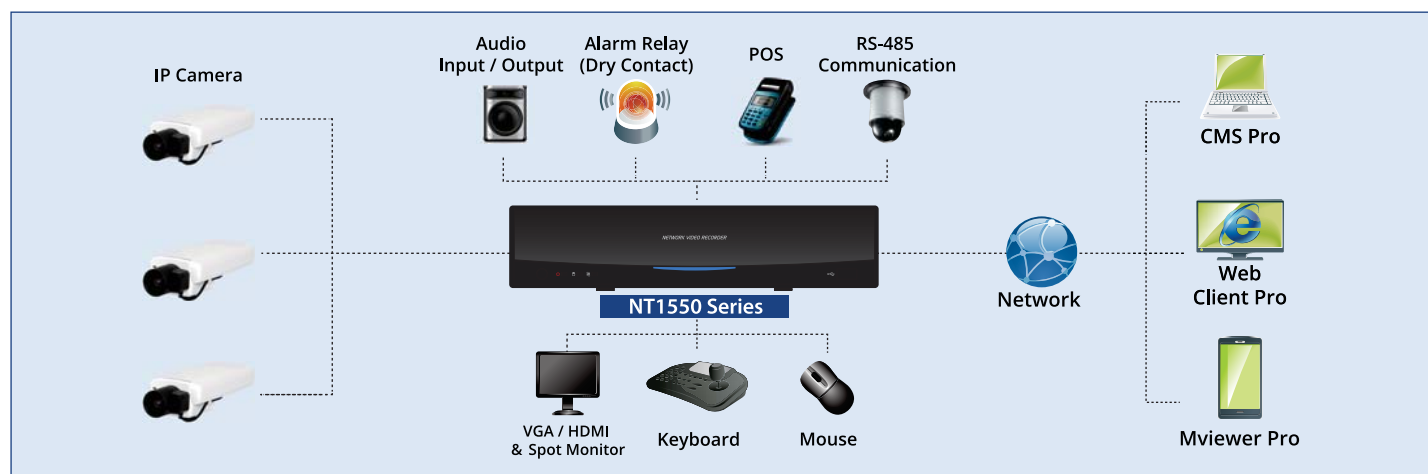 IP Camera
Audio
Input / Output
Alarm Relay
(Dry Contact)
POS
RS-485
Communication
NETWORK VIDEO RECORDER
NT1550 Series
VGA / HDMI
& Spot Monitor
Keyboard
Mouse
Network
CMS Pro
Web
Client Pro
Mviewer Pro